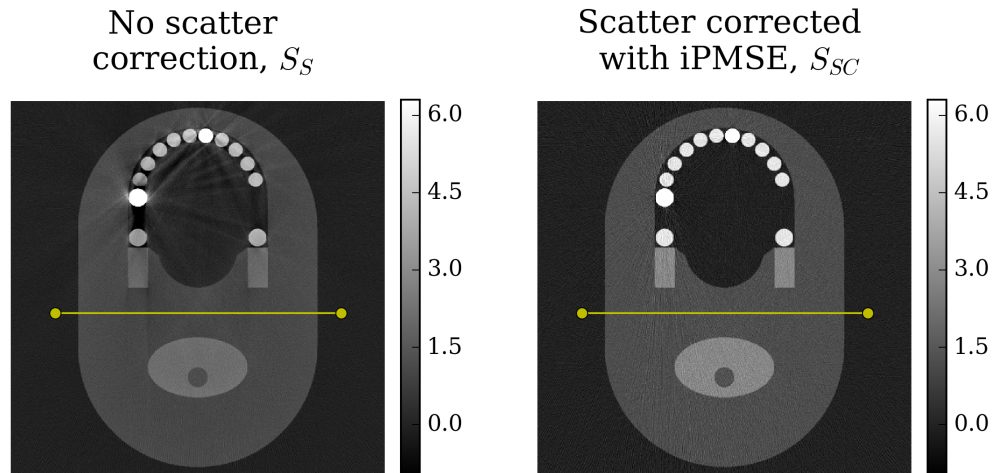 No scatter
correction, S_S
6.0
4.5
3.0
1.5
0.0
Scatter corrected
with iPMSE, S_SC
6.0
4.5
3.0
1.5
0.0